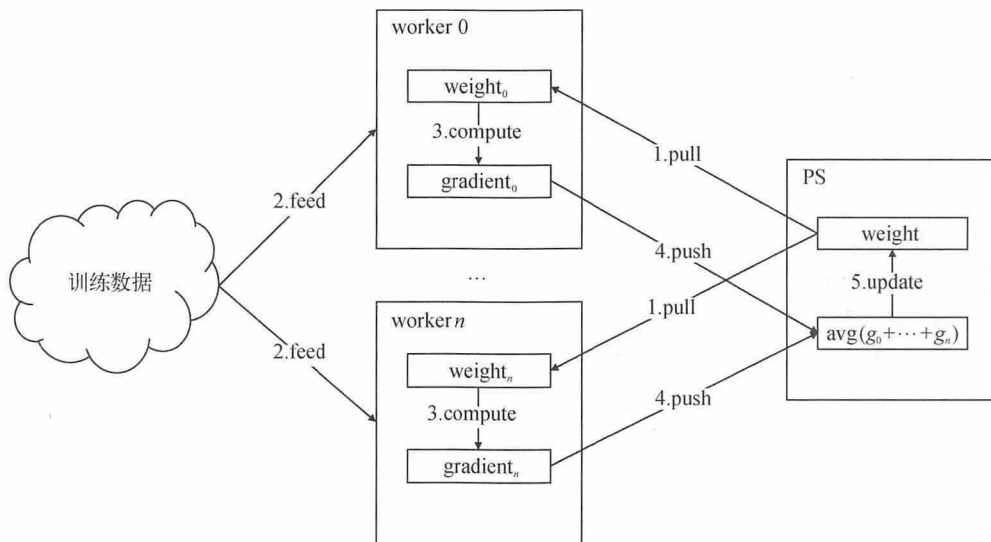 worker 0
weight₀
3.compute
gradient₀
1.pull
PS
2.feed
weight
4.push
训练数据
...
5.update
1.pull
worker n
avg(g₀+⋯+gₙ)
2.feed
weightₙ
3.compute
4.push
gradientₙ